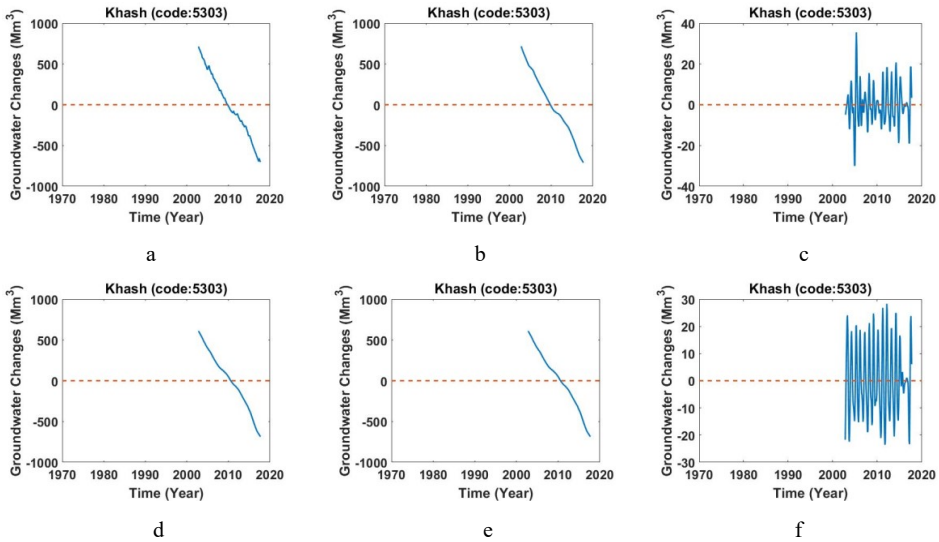 Khash (code:5303)
Groundwater Changes (Mm³)
1000
500
0
-500
-1000
1970 1980 1990 2000 2010 2020
Time (Year)
a
Khash (code:5303)
Groundwater Changes (Mm³)
1000
500
0
-500
-1000
1970 1980 1990 2000 2010 2020
Time (Year)
b
Khash (code:5303)
Groundwater Changes (Mm³)
40
20
0
-20
-40
1970 1980 1990 2000 2010 2020
Time (Year)
c
Khash (code:5303)
Groundwater Changes (Mm³)
1000
500
0
-500
-1000
1970 1980 1990 2000 2010 2020
Time (Year)
d
Khash (code:5303)
Groundwater Changes (Mm³)
1000
500
0
-500
-1000
1970 1980 1990 2000 2010 2020
Time (Year)
e
Khash (code:5303)
Groundwater Changes (Mm³)
30
20
10
0
-10
-20
-30
1970 1980 1990 2000 2010 2020
Time (Year)
f